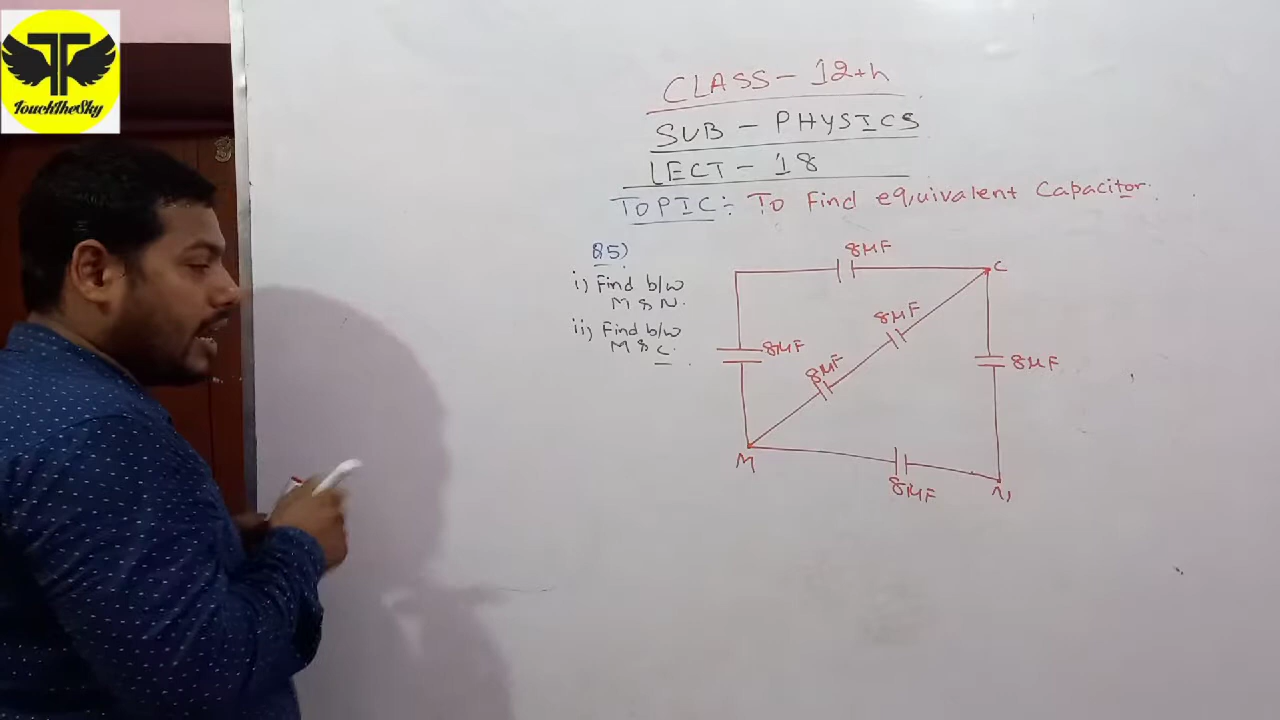 TouchTheSky
CLASS - 12th
SUB - PHYSICS
LECT - 18
TOPIC:- To Find equivalent Capacitor.
Q5)
i) Find b/w
M & N.
ii) Find b/w
M & C.
8μF
C
8μF
8μF
8μF
8μF
M
8μF
N